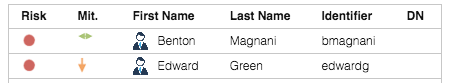 Risk Mit. First Name Last Name Identifier DN
Benton Magnani bmagnani
Edward Green edwardg